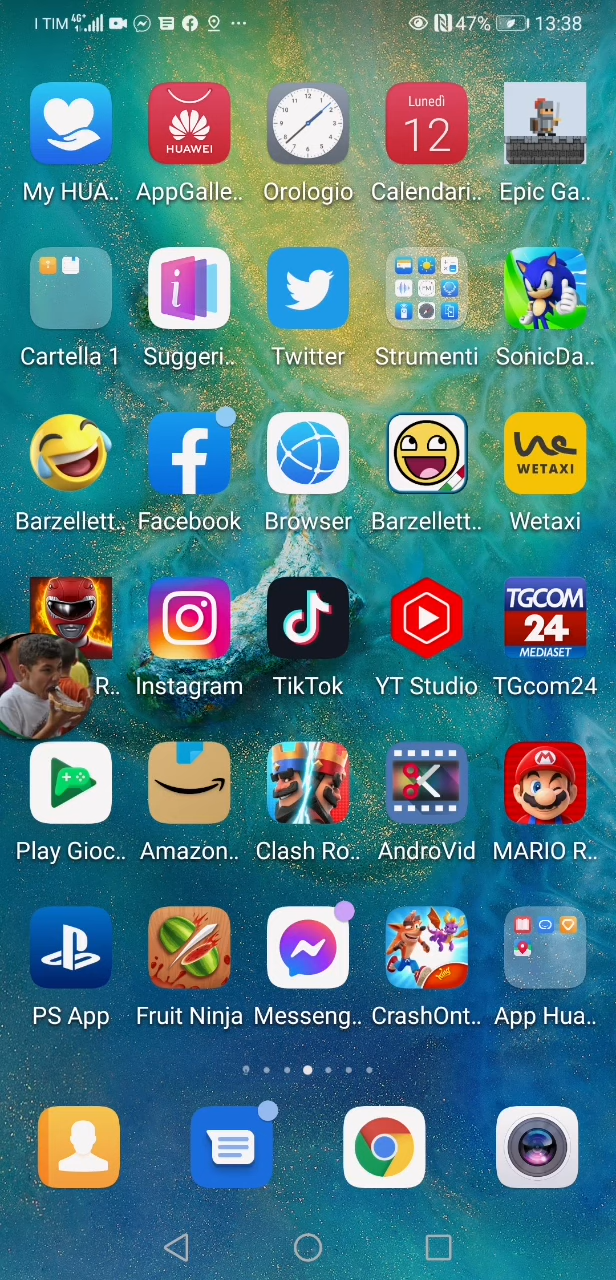 TIM 4G+ 47% 13:38
HUAWEI
Lunedì
12
My HUA.. AppGalle.. Orologio Calendari.. Epic Ga..
Cartella 1 Suggeri.. Twitter Strumenti SonicDa..
WETAXI
Barzellett.. Facebook Browser Barzellett.. Wetaxi
TGCOM
24
MEDIASET
R.. Instagram TikTok YT Studio TGcom24
Play Gioc.. Amazon.. Clash Ro.. AndroVid MARIO R..
King
PS App Fruit Ninja Messeng.. CrashOnt.. App Hua..